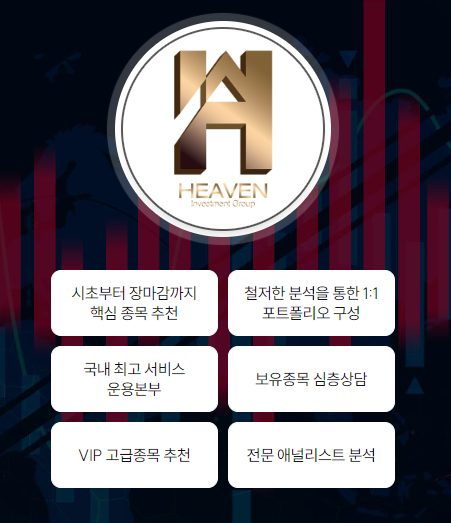 HEAVEN
Investment Group
시초부터 장마감까지
핵심 종목 추천
철저한 분석을 통한 1:1
포트폴리오 구성
국내 최고 서비스
운용본부
보유종목 심층상담
VIP 고급종목 추천
전문 애널리스트 분석